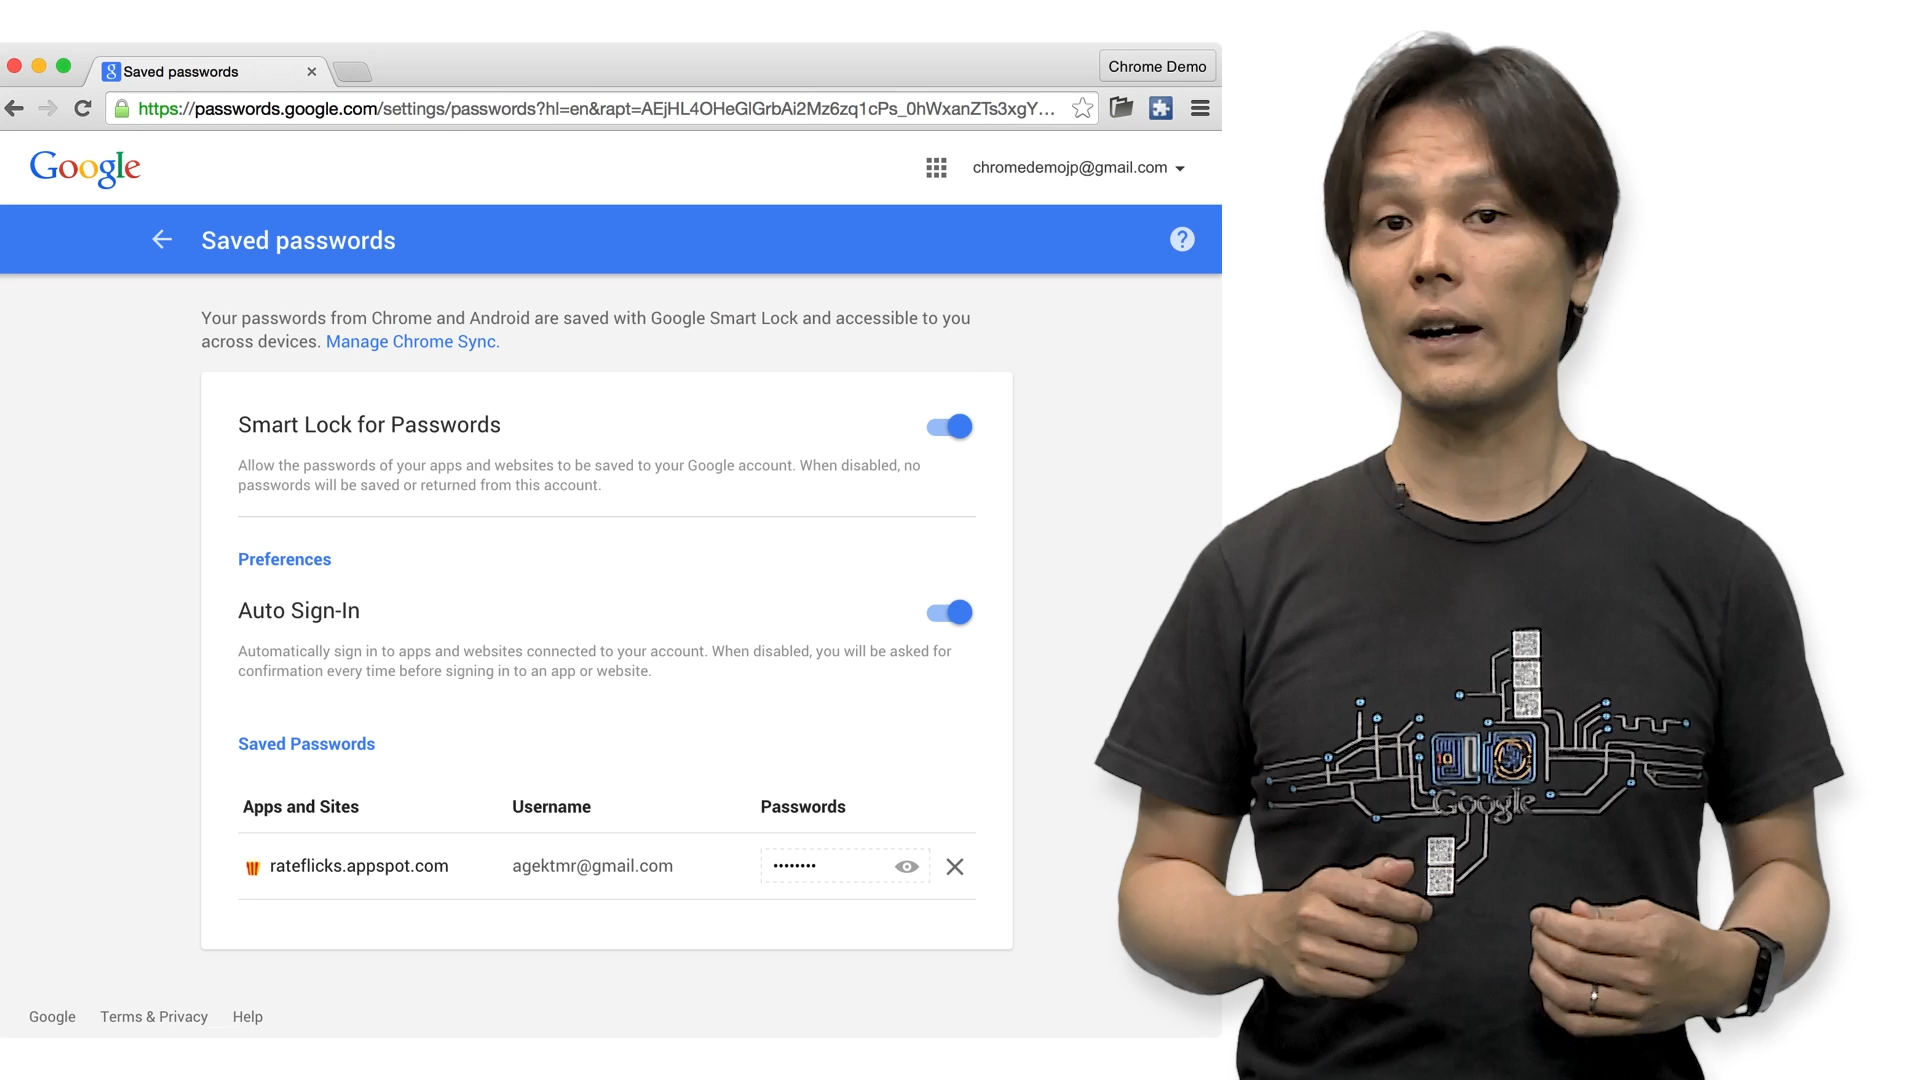 Saved passwords
Chrome Demo
https://passwords.google.com/settings/passwords?hl=en&rapt=AEjHL4OHeGlGrbAi2Mz6zq1cPs_0hWxanZTs3xgY...
Google
chromedemojp@gmail.com
Saved passwords
?
Your passwords from Chrome and Android are saved with Google Smart Lock and accessible to you
across devices. Manage Chrome Sync.
Smart Lock for Passwords
Allow the passwords of your apps and websites to be saved to your Google account. When disabled, no
passwords will be saved or returned from this account.
Preferences
Auto Sign-In
Automatically sign in to apps and websites connected to your account. When disabled, you will be asked for
confirmation every time before signing in to an app or website.
Saved Passwords
Apps and Sites Username Passwords
rateflicks.appspot.com agektmr@gmail.com ••••••••
Google Terms & Privacy Help
Google